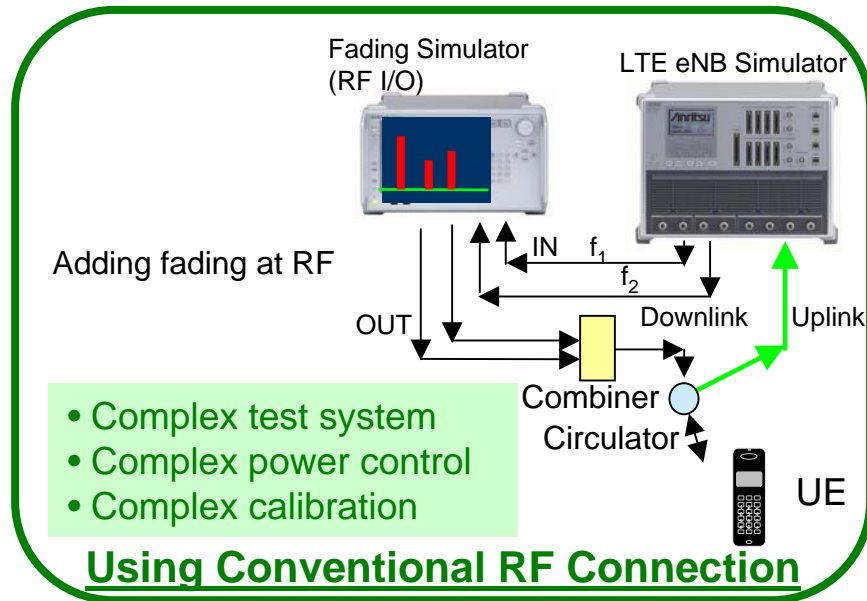 Fading Simulator
(RF I/O)
LTE eNB Simulator
Anritsu
Adding fading at RF
IN
f1
f2
OUT
Downlink
Uplink
Combiner
Circulator
• Complex test system
• Complex power control
• Complex calibration
UE
Using Conventional RF Connection